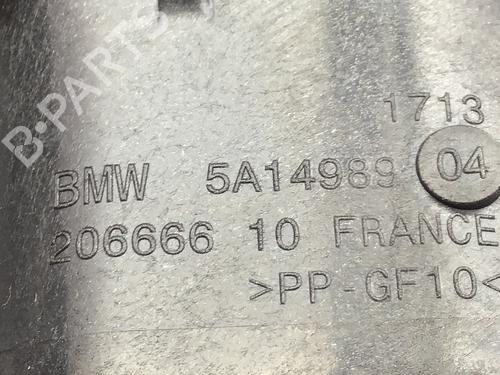 B-PARTS
1713
BMW 5A14989 04
206666 10 FRANCE
>PP-GF10<